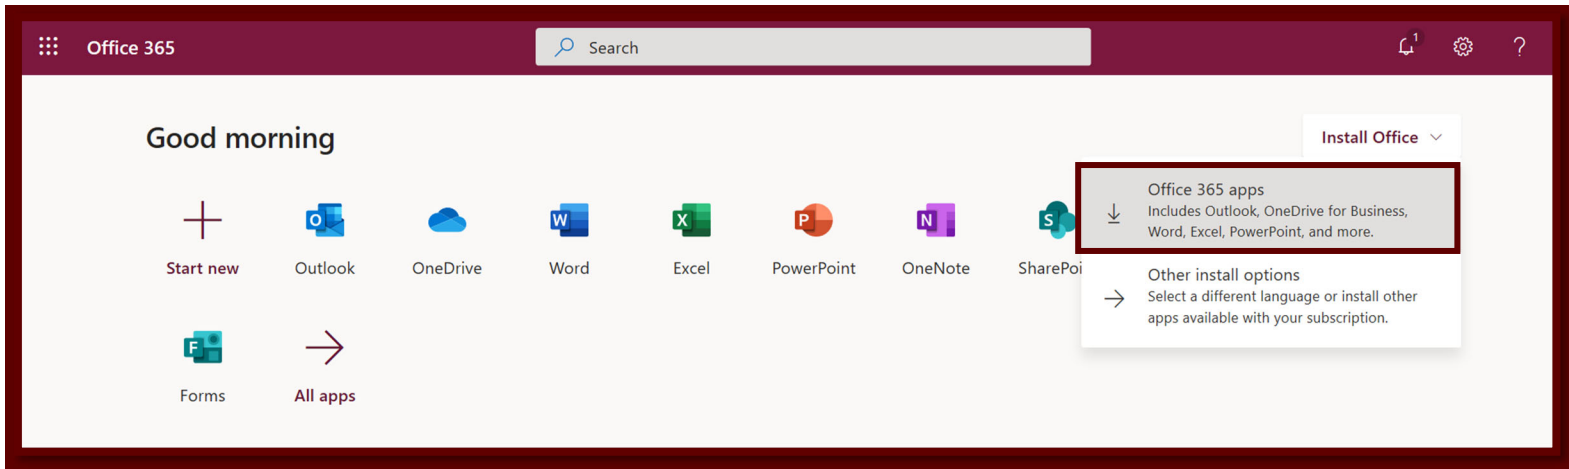 Office 365
Search
1
Good morning
Install Office
Office 365 apps
Includes Outlook, OneDrive for Business,
Word, Excel, PowerPoint, and more.
Other install options
Select a different language or install other
apps available with your subscription.
O
W
X
P
N
S
Start new
Outlook
OneDrive
Word
Excel
PowerPoint
OneNote
SharePoi
F
Forms
All apps